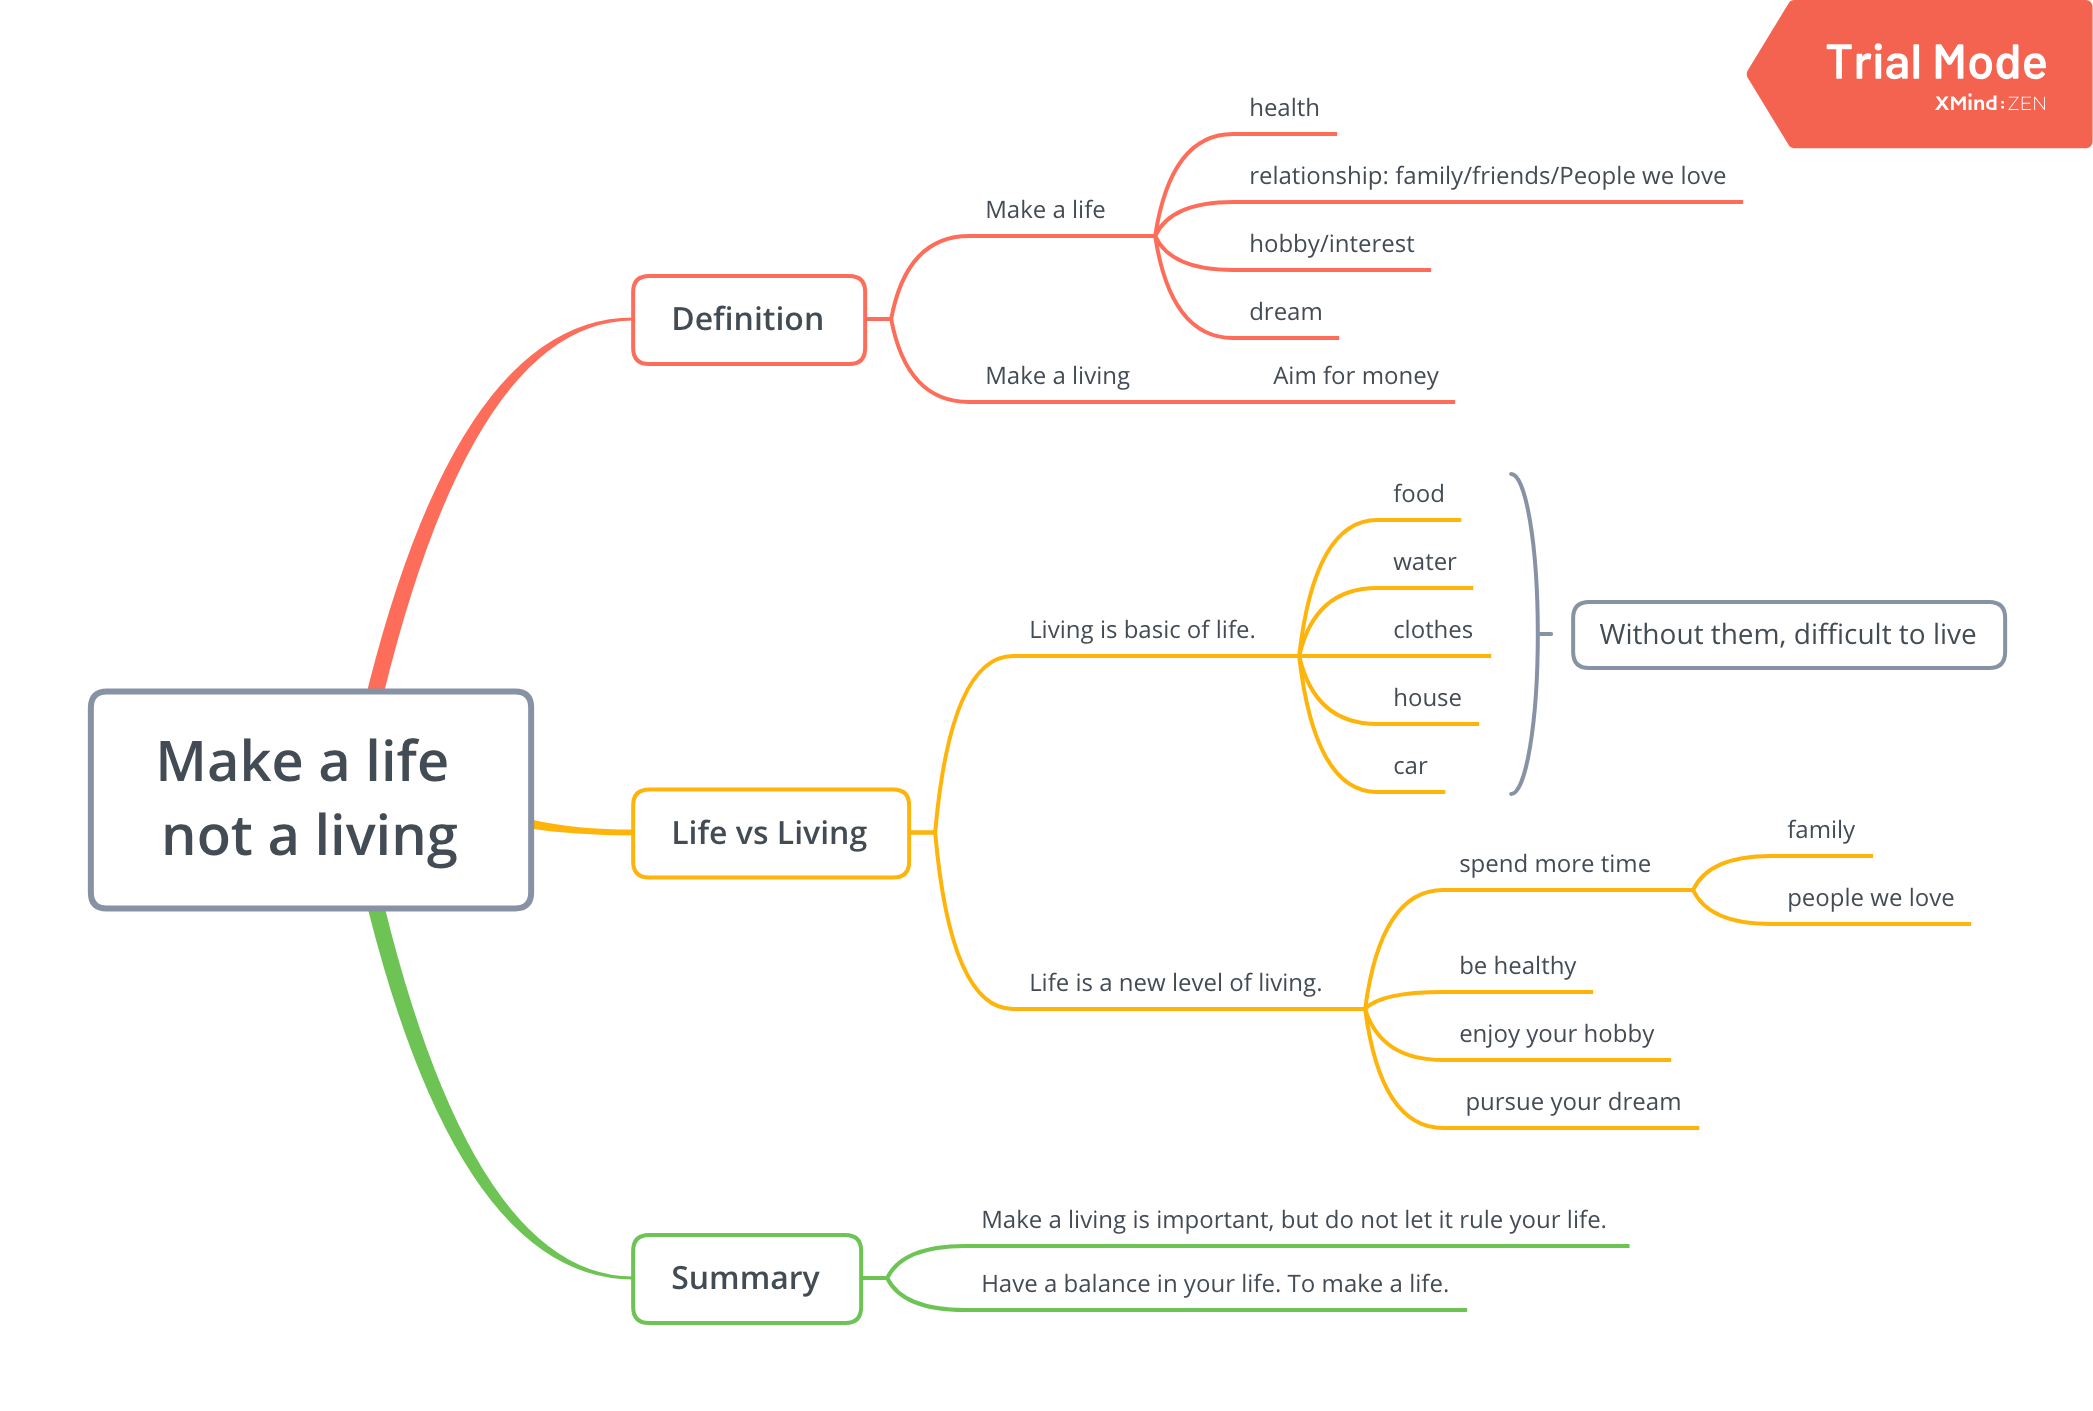 Trial Mode
XMind:ZEN
health
relationship: family/friends/People we love
Make a life
hobby/interest
Definition
dream
Make a living
Aim for money
food
water
Living is basic of life.
clothes
Without them, difficult to live
house
car
Make a life
not a living
Life vs Living
family
spend more time
people we love
be healthy
Life is a new level of living.
enjoy your hobby
pursue your dream
Make a living is important, but do not let it rule your life.
Summary
Have a balance in your life. To make a life.